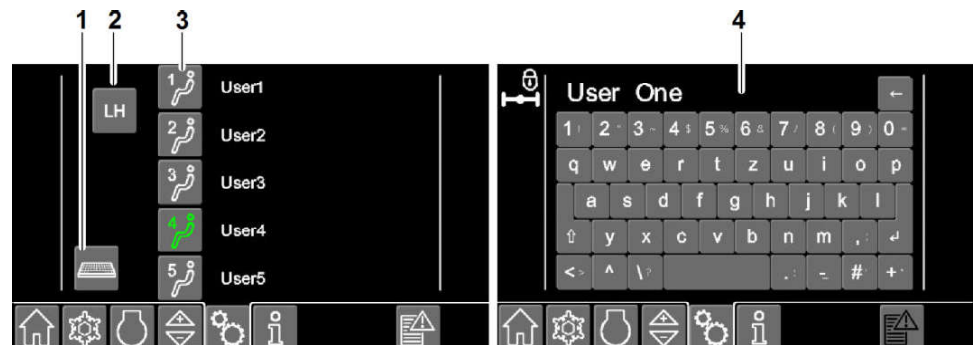 1 2 3 4
LH
1 User1
2 User2
3 User3
4 User4
5 User5
i
User One ←
1 ! 2 " 3 ~ 4 $ 5 % 6 & 7 / 8 ( 9 ) 0 =
q w e r t z u i o p
a s d f g h j k l
⇧ y x c v b n m , ; ↵
< > ^ \ ? . : - _ # ' +
i